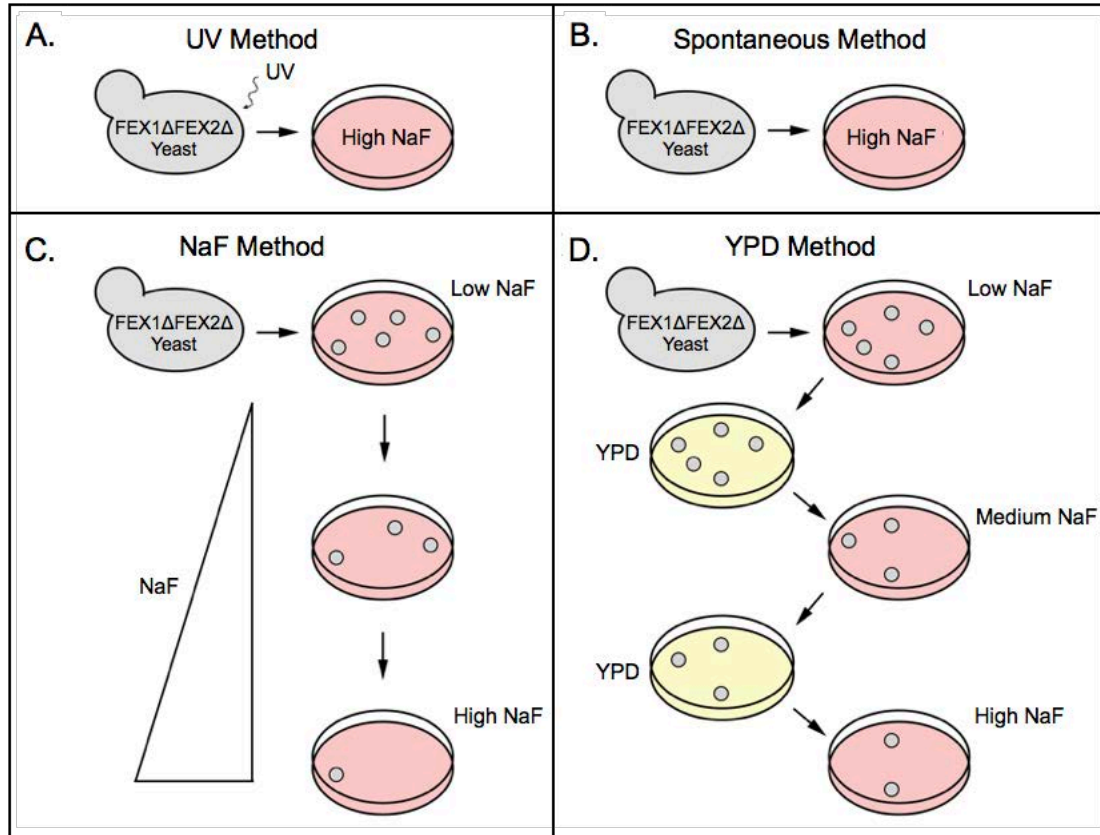 A.
UV Method
UV
FEX1ΔFEX2Δ
Yeast
High NaF
B.
Spontaneous Method
FEX1ΔFEX2Δ
Yeast
High NaF
C.
NaF Method
FEX1ΔFEX2Δ
Yeast
Low NaF
NaF
High NaF
D.
YPD Method
FEX1ΔFEX2Δ
Yeast
Low NaF
YPD
Medium NaF
YPD
High NaF